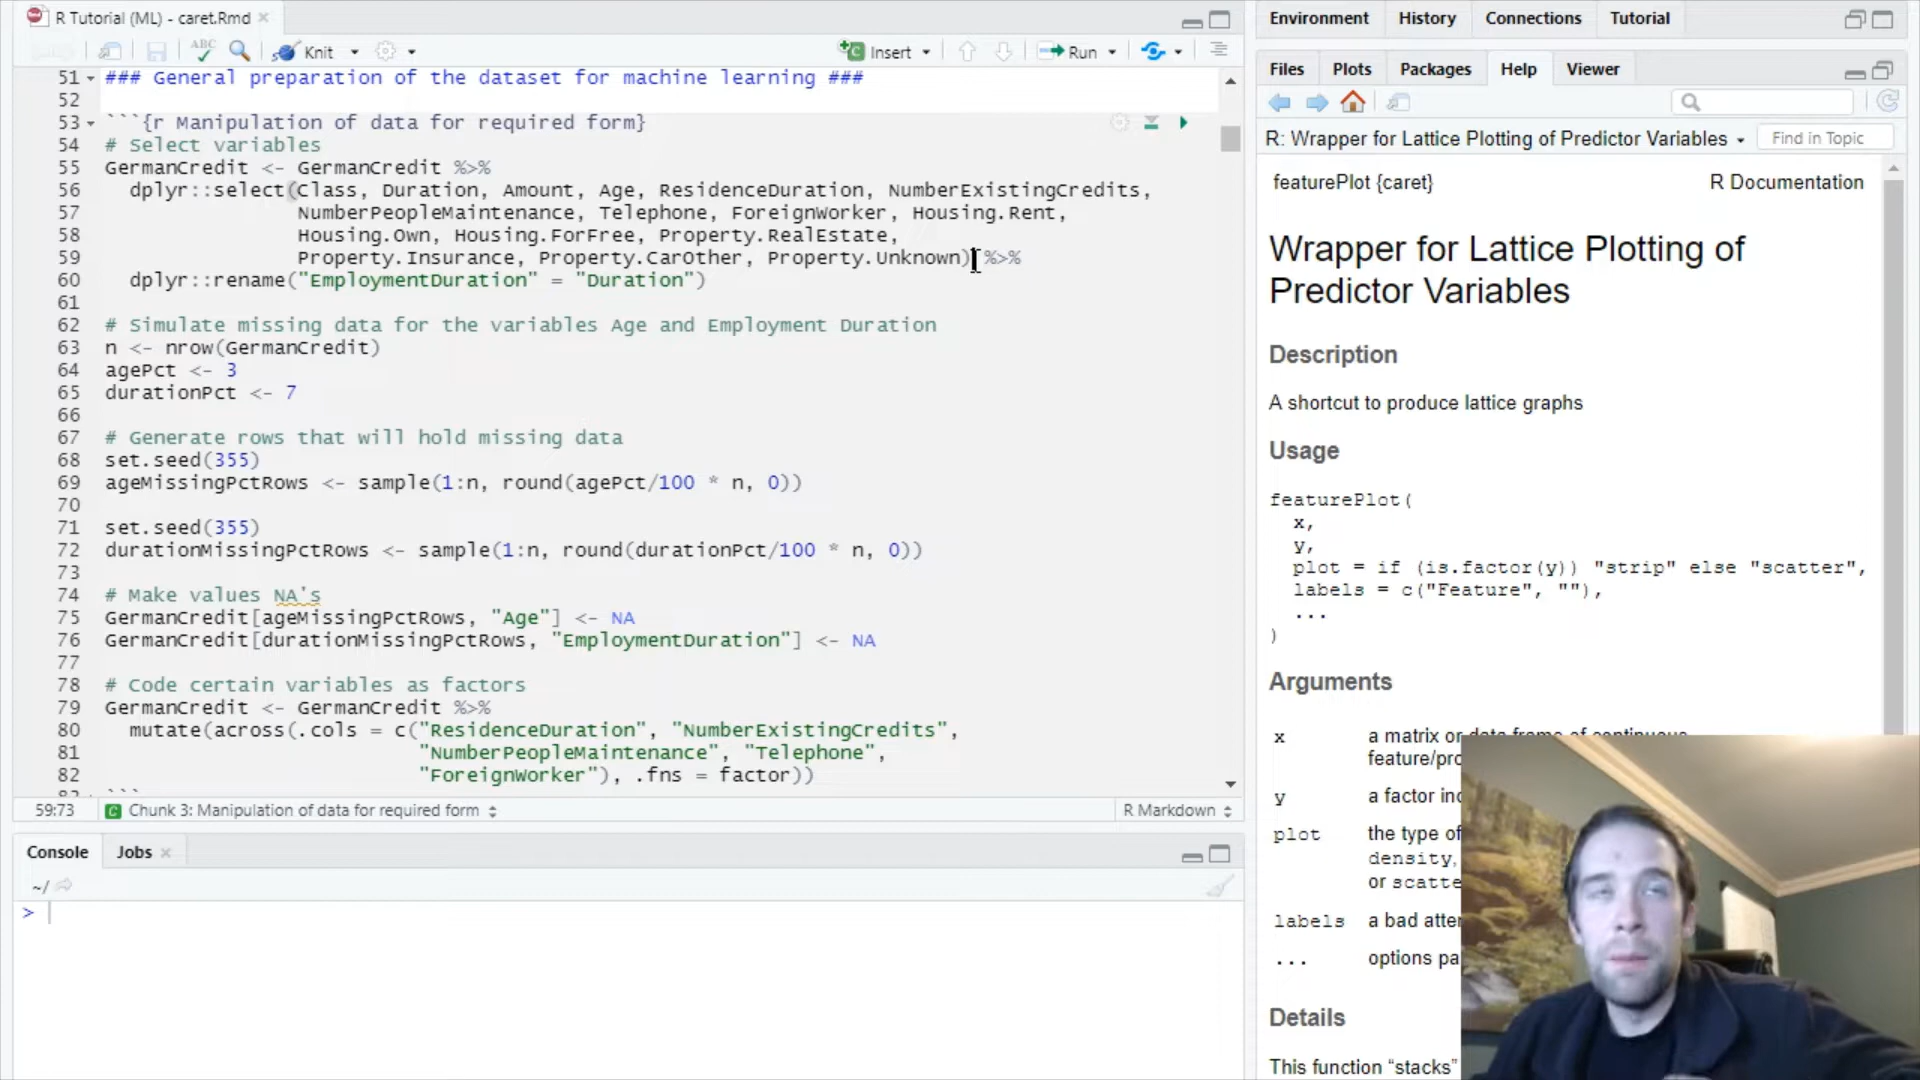 R Tutorial (ML) - caret.Rmd
ABC
Knit
Insert
Run
51 ### General preparation of the dataset for machine learning ###
52
53 ```{r Manipulation of data for required form}
54 # Select variables
55 GermanCredit <- GermanCredit %>%
56 dplyr::select(Class, Duration, Amount, Age, ResidenceDuration, NumberExistingCredits,
57 NumberPeopleMaintenance, Telephone, ForeignWorker, Housing.Rent,
58 Housing.Own, Housing.ForFree, Property.RealEstate,
59 Property.Insurance, Property.CarOther, Property.Unknown) %>%
60 dplyr::rename("EmploymentDuration" = "Duration")
61
62 # Simulate missing data for the variables Age and Employment Duration
63 n <- nrow(GermanCredit)
64 agePct <- 3
65 durationPct <- 7
66
67 # Generate rows that will hold missing data
68 set.seed(355)
69 ageMissingPctRows <- sample(1:n, round(agePct/100 * n, 0))
70
71 set.seed(355)
72 durationMissingPctRows <- sample(1:n, round(durationPct/100 * n, 0))
73
74 # Make values NA's
75 GermanCredit[ageMissingPctRows, "Age"] <- NA
76 GermanCredit[durationMissingPctRows, "EmploymentDuration"] <- NA
77
78 # Code certain variables as factors
79 GermanCredit <- GermanCredit %>%
80 mutate(across(.cols = c("ResidenceDuration", "NumberExistingCredits",
81 "NumberPeopleMaintenance", "Telephone",
82 "ForeignWorker"), .fns = factor))
59:73
Chunk 3: Manipulation of data for required form
R Markdown
Console
Jobs
~/
>
Environment
History
Connections
Tutorial
Files
Plots
Packages
Help
Viewer
R: Wrapper for Lattice Plotting of Predictor Variables
Find in Topic
featurePlot {caret}
R Documentation
Wrapper for Lattice Plotting of
Predictor Variables
Description
A shortcut to produce lattice graphs
Usage
featurePlot(
x,
y,
plot = if (is.factor(y)) "strip" else "scatter",
labels = c("Feature", ""),
...
)
Arguments
x a matrix or data frame of continuous
feature/pro
y a factor inc
plot the type of
density,
or scatte
labels a bad atter
... options pa
Details
This function “stacks”